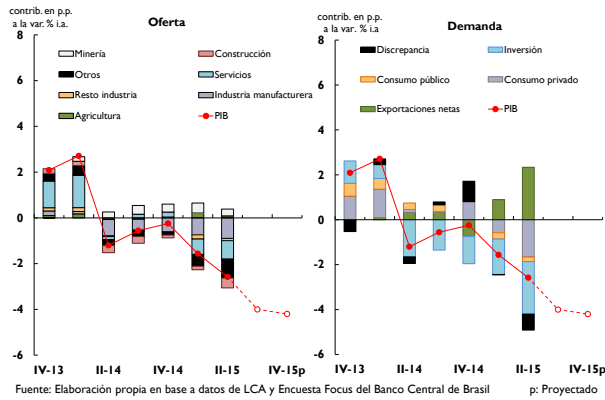 contrib. en p.p.
a la var. % i.a.
Oferta
8
6
4
2
0
-2
-4
-6
Minería
Construcción
Otros
Servicios
Resto industria
Industria manufacturera
Agricultura
PIB
IV-13
II-14
IV-14
II-15
IV-15p
contrib. en p.p.
a la var. % i.a.
Demanda
8
6
4
2
0
-2
-4
-6
Discrepancia
Inversión
Consumo público
Consumo privado
Exportaciones netas
PIB
IV-13
II-14
IV-14
II-15
IV-15p
Fuente: Elaboración propia en base a datos de LCA y Encuesta Focus del Banco Central de Brasil
p: Proyectado